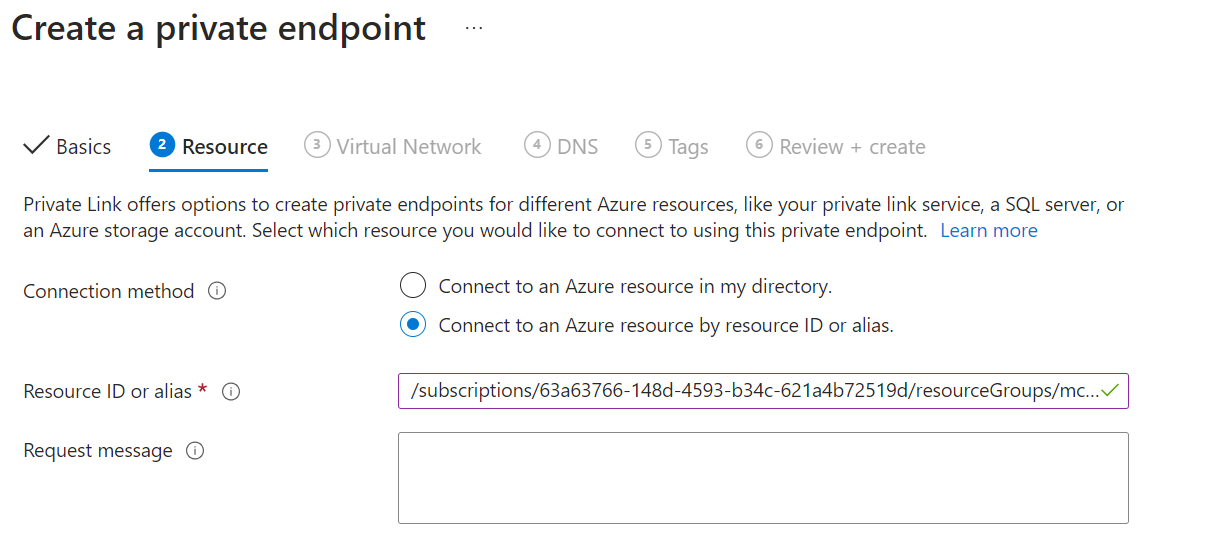 Create a private endpoint ...
Basics 2 Resource 3 Virtual Network 4 DNS 5 Tags 6 Review + create
Private Link offers options to create private endpoints for different Azure resources, like your private link service, a SQL server, or
an Azure storage account. Select which resource you would like to connect to using this private endpoint. Learn more
Connection method
Connect to an Azure resource in my directory.
Connect to an Azure resource by resource ID or alias.
Resource ID or alias * /subscriptions/63a63766-148d-4593-b34c-621a4b72519d/resourceGroups/mc...
Request message